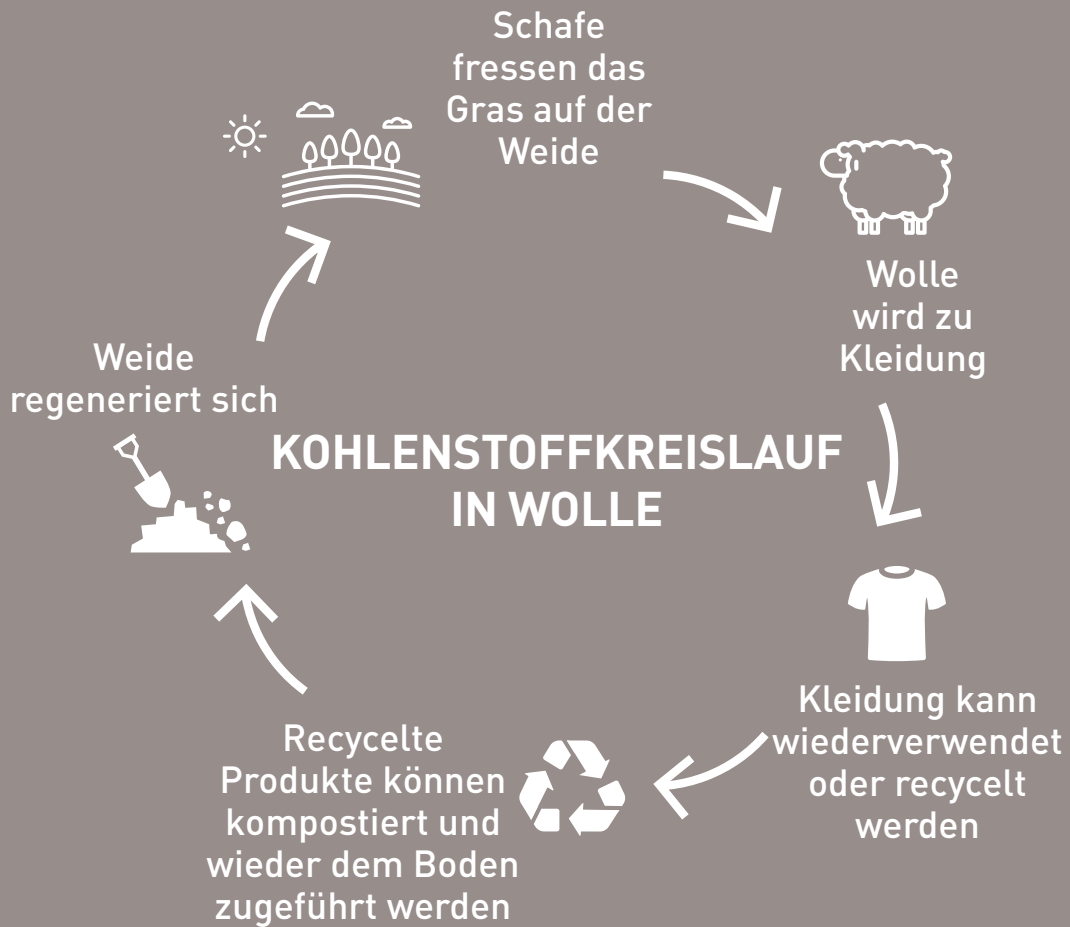 Schafe
fressen das
Gras auf der
Weide
Wolle
wird zu
Kleidung
Weide
regeneriert sich
KOHLENSTOFFKREISLAUF
IN WOLLE
Kleidung kann
wiederverwendet
oder recycelt
werden
Recycelte
Produkte können
kompostiert und
wieder dem Boden
zugeführt werden